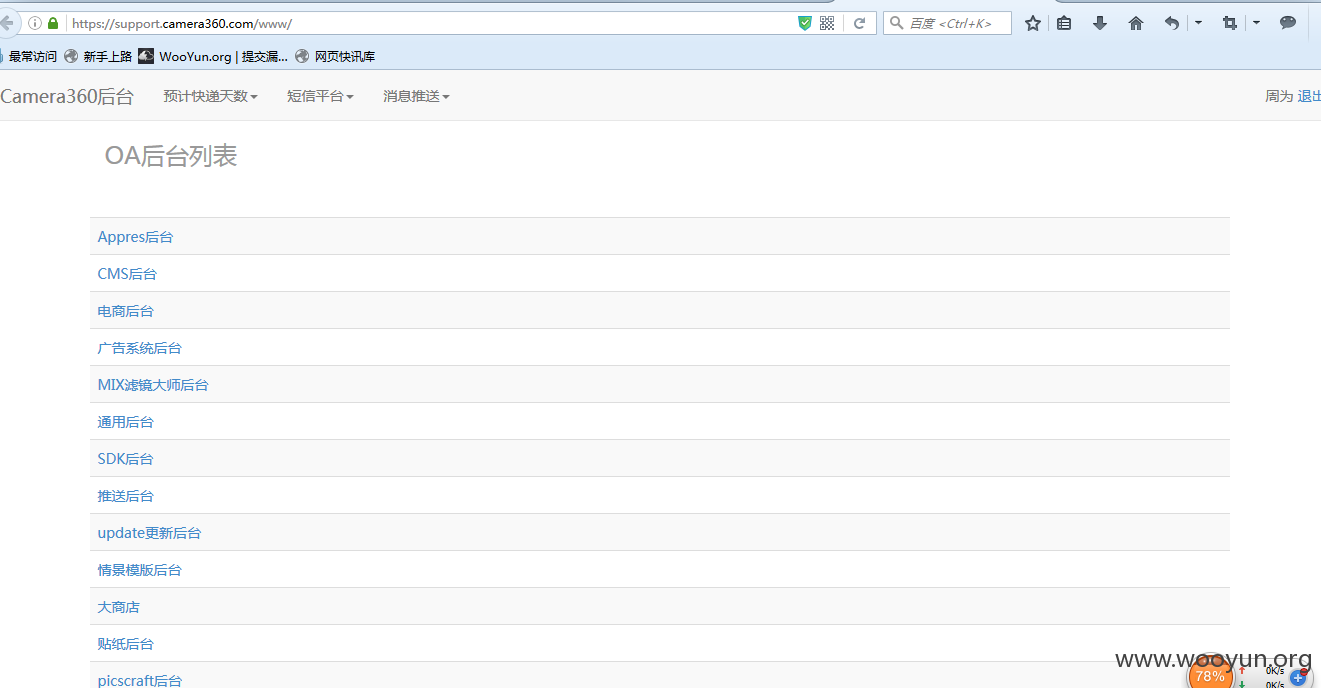 https://support.camera360.com/www/ 百度 <Ctrl+K>
最常访问 新手上路 WooYun.org | 提交漏... 网页快讯库
Camera360后台 预计快递天数 短信平台 消息推送 周为 退出
OA后台列表
Appres后台
CMS后台
电商后台
广告系统后台
MIX滤镜大师后台
通用后台
SDK后台
推送后台
update更新后台
情景模版后台
大商店
贴纸后台
www.wooyun.org
picscraft后台
78% 0K/s
0K/s